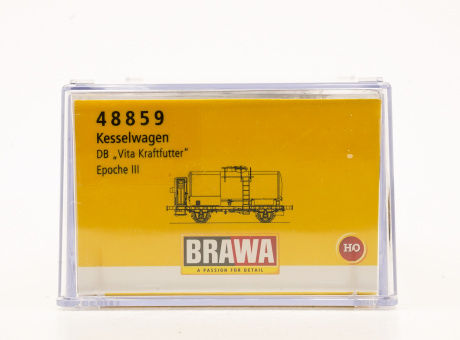 48859
Kesselwagen
DB „Vita Kraftfutter"
Epoche III
BRAWA
A PASSION FOR DETAIL
H0